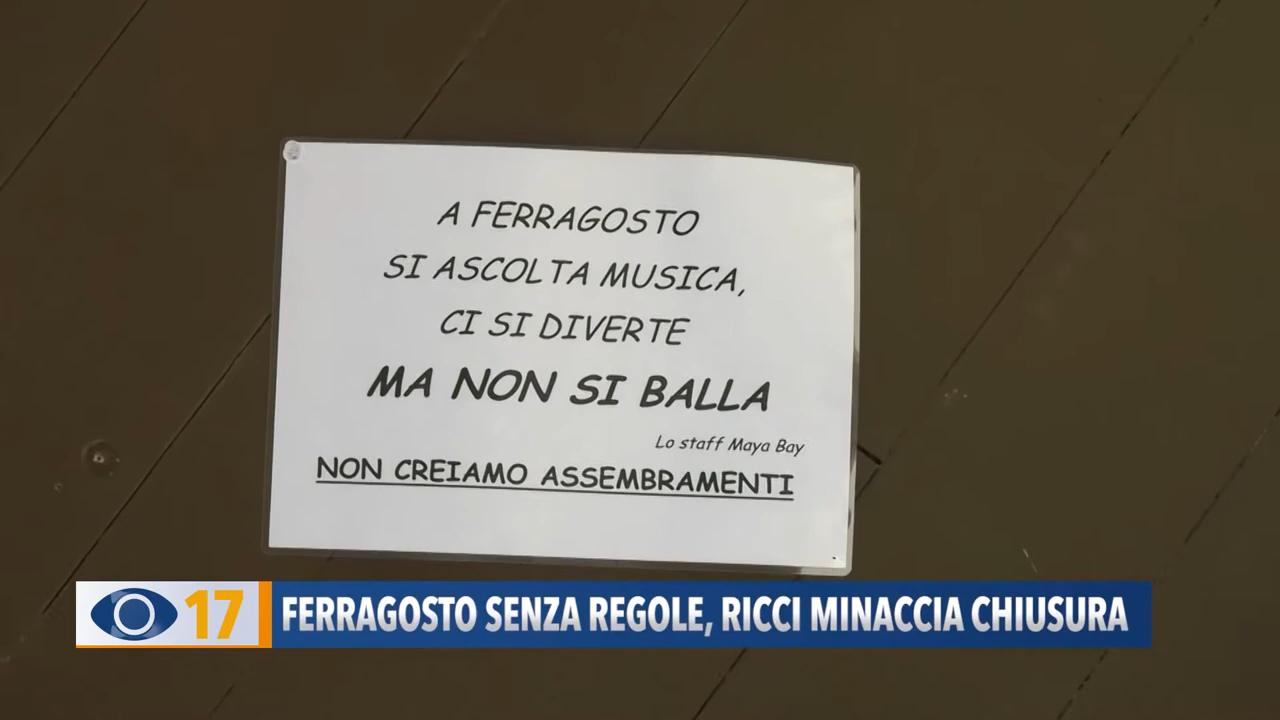 A FERRAGOSTO
SI ASCOLTA MUSICA,
CI SI DIVERTE
MA NON SI BALLA
Lo staff Maya Bay
NON CREIAMO ASSEMBRAMENTI
17 FERRAGOSTO SENZA REGOLE, RICCI MINACCIA CHIUSURA